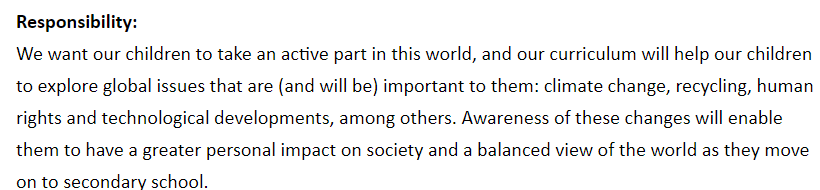 Responsibility:
We want our children to take an active part in this world, and our curriculum will help our children
to explore global issues that are (and will be) important to them: climate change, recycling, human
rights and technological developments, among others. Awareness of these changes will enable
them to have a greater personal impact on society and a balanced view of the world as they move
on to secondary school.